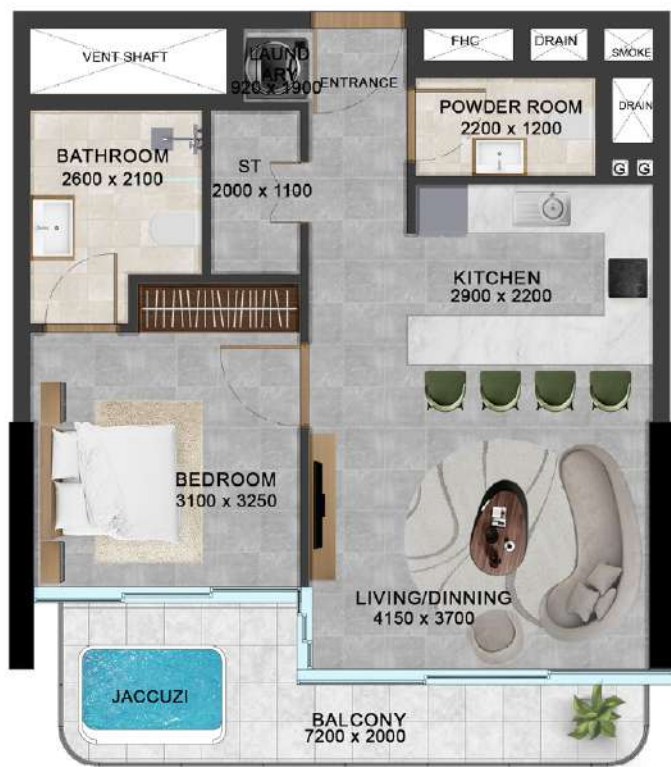 VENT SHAFT
LAUND
ARY
920 x 1900
ENTRANCE
FHC
DRAIN
SMOKE
DRAIN
POWDER ROOM
2200 x 1200
G G
BATHROOM
2600 x 2100
ST
2000 x 1100
KITCHEN
2900 x 2200
BEDROOM
3100 x 3250
LIVING/DINNING
4150 x 3700
JACCUZI
BALCONY
7200 x 2000